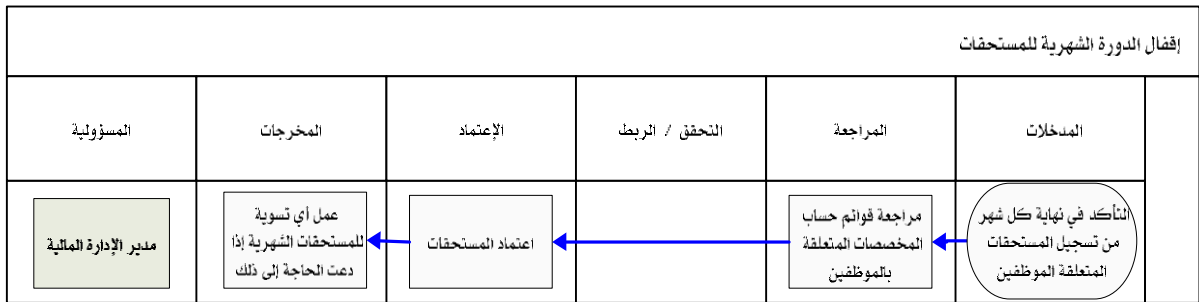 إقفال الدورة الشهرية للمستحقات
المدخلات
المراجعة
التحقق / الربط
الإعتماد
المخرجات
المسؤولية
التأكد في نهاية كل شهر
من تسجيل المستحقات
المتعلقة الموظفين
مراجعة قوائم حساب
المخصصات المتعلقة
بالموظفين
اعتماد المستحقات
عمل أي تسوية
للمستحقات الشهرية إذا
دعت الحاجة إلى ذلك
مدير الإدارة المالية